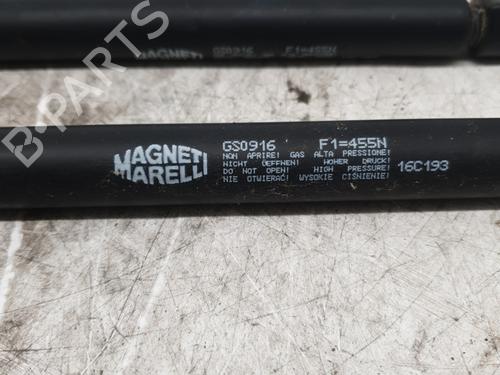 B-PARTS
MAGNETI GS0916 F1=455N
GS0916 F1=455N
MAGNETI
MARELLI
NON APRIRE! GAS ALTA PRESSIONE!
NICHT OEFFNEN! HOHER DRUCK!
DO NOT OPEN! HIGH PRESSURE!
NIE OTWIERAĆ! WYSOKIE CIŚNIENIE!
16C193